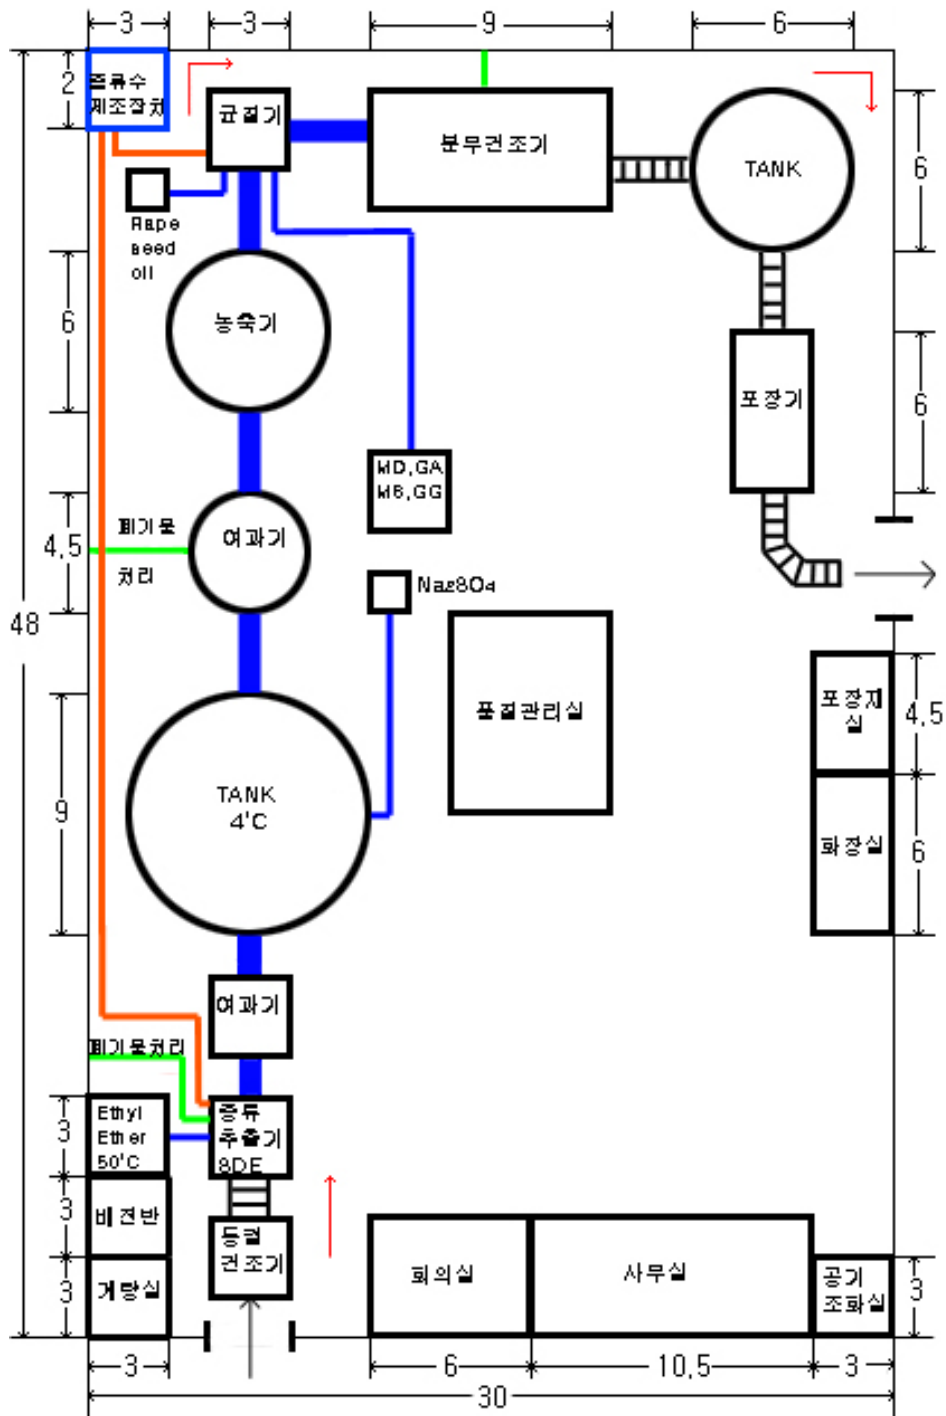 3
3
9
6
2
증류수
제조장치
균질기
분무건조기
TANK
6
Rape
seed
oil
6
농축기
포장기
6
MD,GA
MB,GG
폐기물
처리
4,5
여과기
Na2SO4
48
품질관리실
포장재
실
4,5
TANK
4'C
9
화장실
6
여과기
폐기물처리
3
Ethyl
Ether
50'C
증류
추출기
SDE
3
배전반
동결
건조기
3
계량실
회의실
사무실
공기
조화실
3
3
6
10,5
3
30